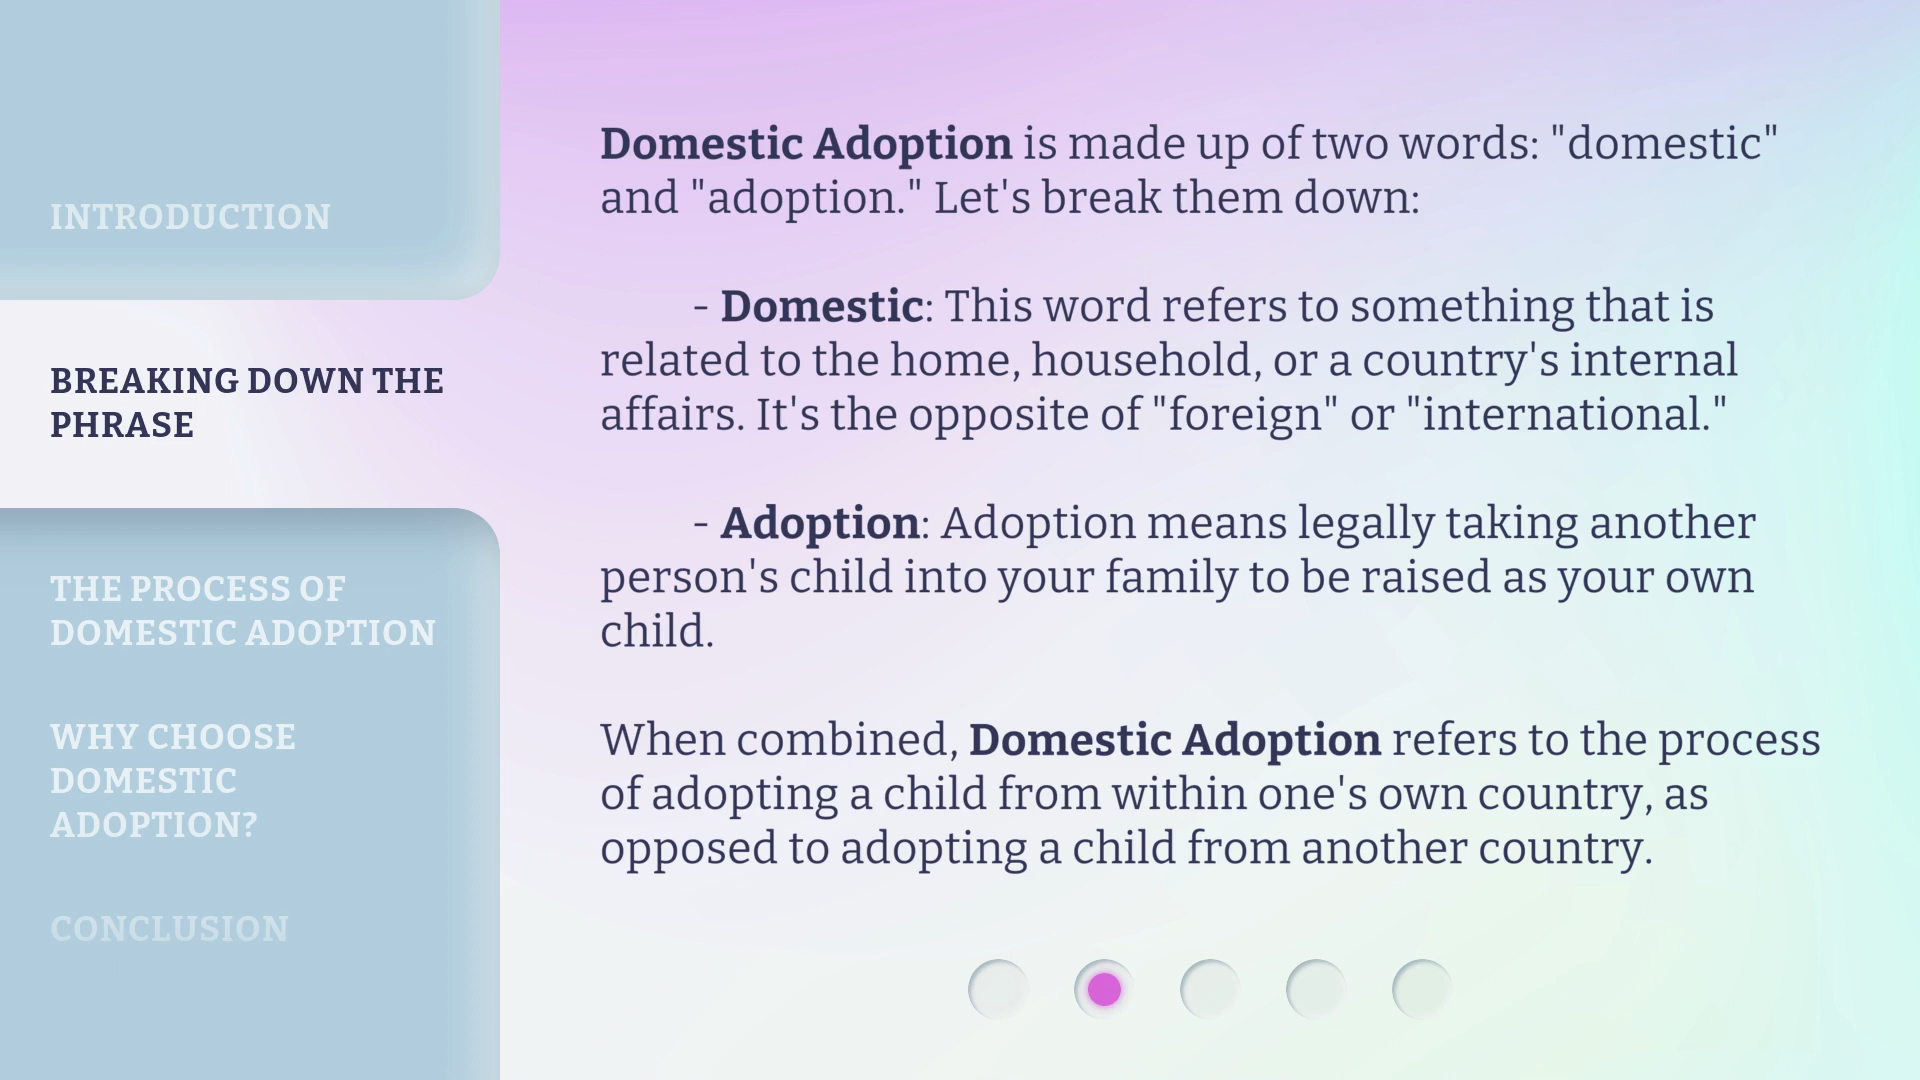 INTRODUCTION
BREAKING DOWN THE
PHRASE
THE PROCESS OF
DOMESTIC ADOPTION
WHY CHOOSE
DOMESTIC
ADOPTION?
CONCLUSION
Domestic Adoption is made up of two words: "domestic"
and "adoption." Let's break them down:
- Domestic: This word refers to something that is
related to the home, household, or a country's internal
affairs. It's the opposite of "foreign" or "international."
- Adoption: Adoption means legally taking another
person's child into your family to be raised as your own
child.
When combined, Domestic Adoption refers to the process
of adopting a child from within one's own country, as
opposed to adopting a child from another country.